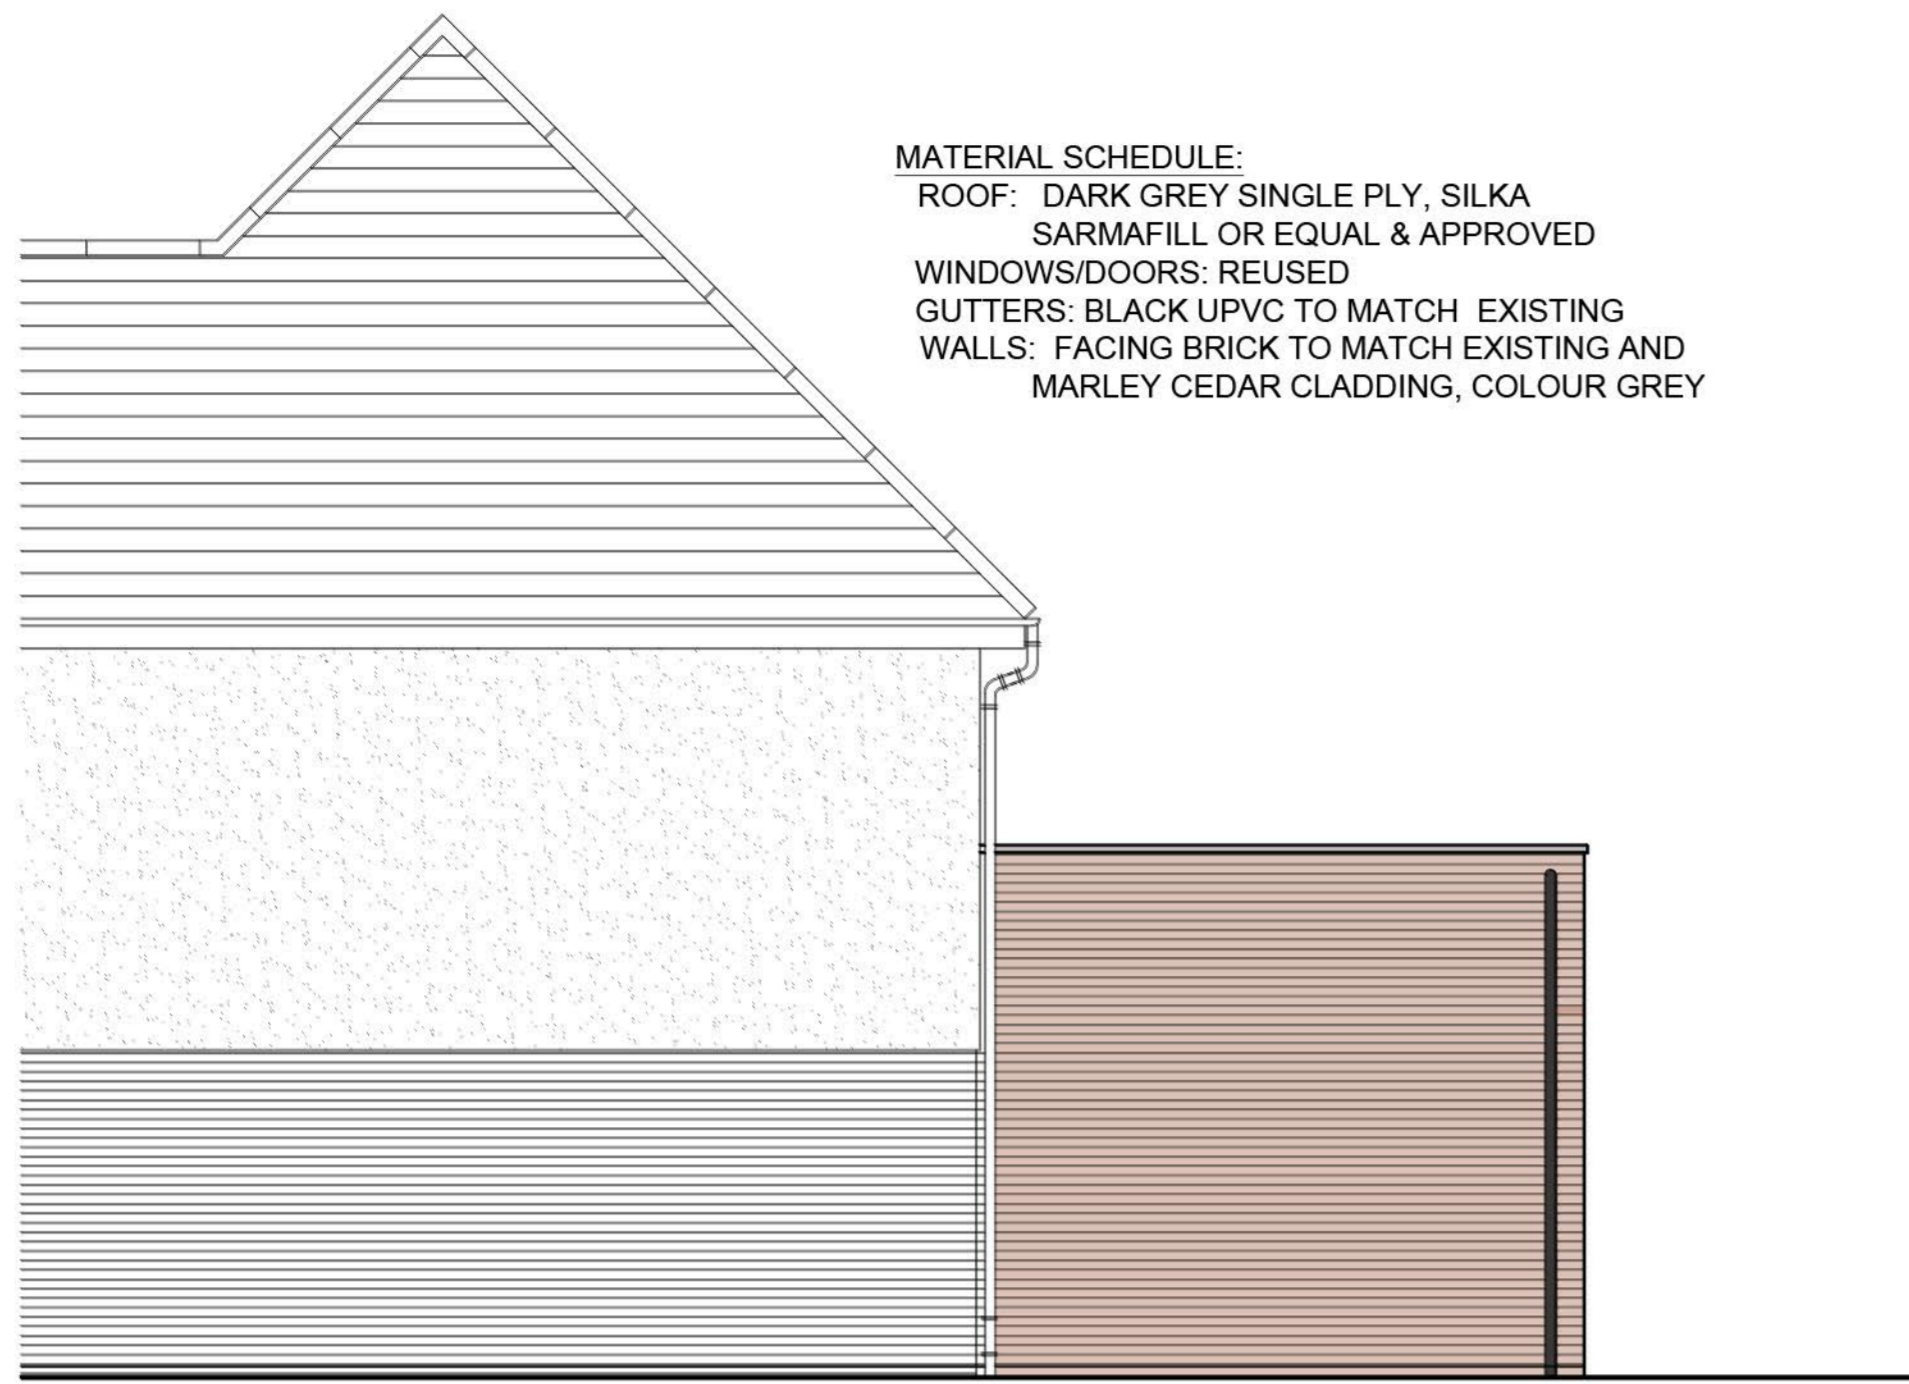 MATERIAL SCHEDULE:
ROOF: DARK GREY SINGLE PLY, SILKA
SARMAFILL OR EQUAL & APPROVED
WINDOWS/DOORS: REUSED
GUTTERS: BLACK UPVC TO MATCH EXISTING
WALLS: FACING BRICK TO MATCH EXISTING AND
MARLEY CEDAR CLADDING, COLOUR GREY